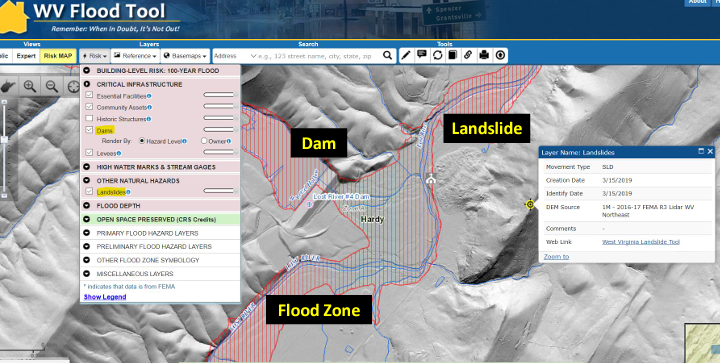 WV Flood Tool
Remember: When in Doubt, It's Not Out!
Spencer
Grantsville
About
Views
Layers
Search
Tools
Expert
Risk MAP
Risk
Reference
Basemaps
Address
e.g., 123 street name, city, state, zip
BUILDING-LEVEL RISK: 100-YEAR FLOOD
CRITICAL INFRASTRUCTURE
Essential Facilities
Community Assets
Historic Structures
Dams
Render By: Hazard Level Owner
Levees
HIGH WATER MARKS & STREAM GAGES
OTHER NATURAL HAZARDS
Landslides
FLOOD DEPTH
OPEN SPACE PRESERVED (CRS Credits)
PRIMARY FLOOD HAZARD LAYERS
PRELIMINARY FLOOD HAZARD LAYERS
OTHER FLOOD ZONE SYMBOLOGY
MISCELLANEOUS LAYERS
* indicates that data is from FEMA
Show Legend
Dam
Landslide
Lost River #4 Dam
Hardy
Flood Zone
Layer Name: Landslides
Movement Type SLD
Creation Date 3/15/2019
Identify Date 3/15/2019
DEM Source 1M - 2016-17 FEMA R3 Lidar WV
Northeast
Comments -
Web Link West Virginia Landslide Tool
Zoom to